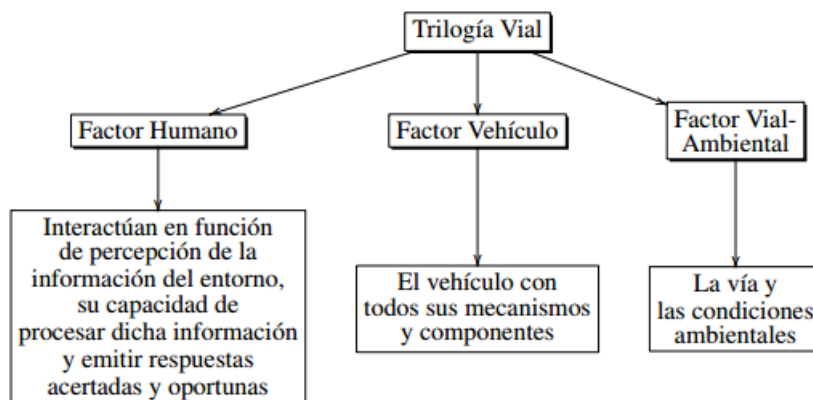 Trilogía Vial
Factor Humano
Factor Vehículo
Factor Vial-
Ambiental
Interactúan en función
de percepción de la
información del entorno,
su capacidad de
procesar dicha información
y emitir respuestas
acertadas y oportunas
El vehículo con
todos sus mecanismos
y componentes
La vía y
las condiciones
ambientales